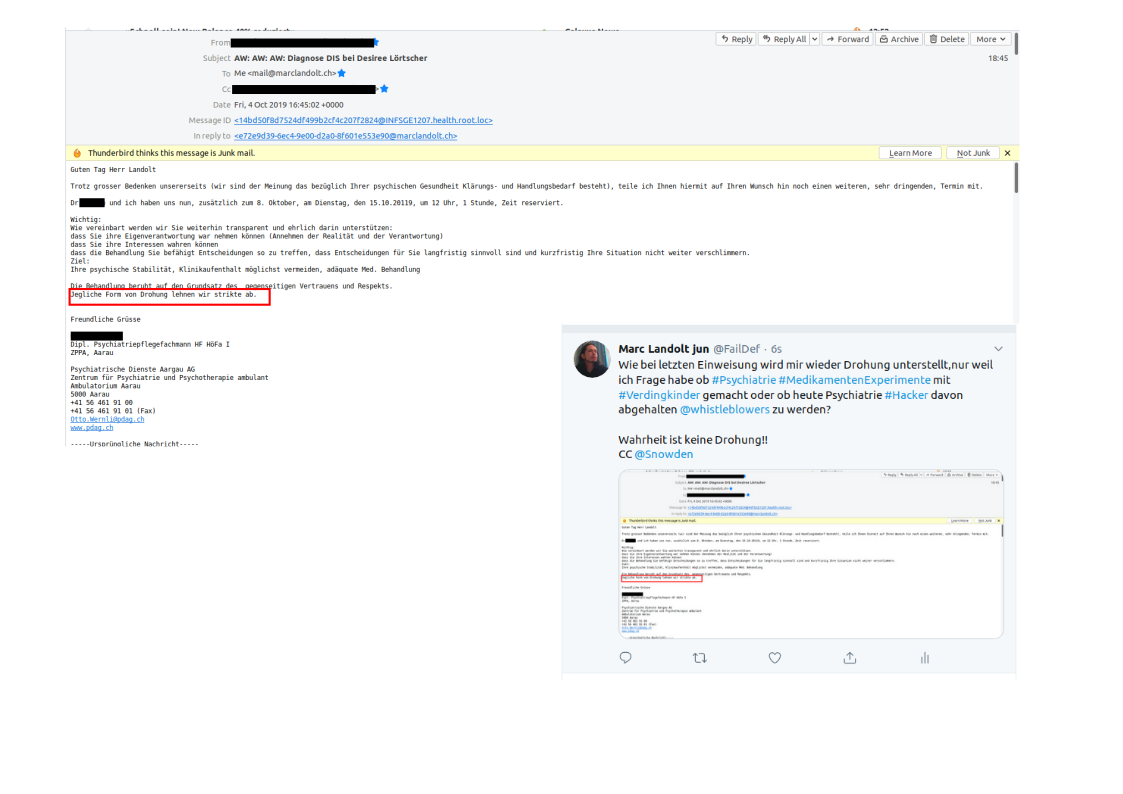 From
Subject AW: AW: AW: Diagnose DIS bei Desiree Lörtscher
To Me <mail@marclandolt.ch>
Cc
Date Fri, 4 Oct 2019 16:45:02 +0000
Message ID <14bd50f8d7524df499b2cf4c207f2824@INFSGE1207.health.root.loc>
In reply to <e72e9d39-6ec4-9e00-d2a0-8f601e553e90@marclandolt.ch>
Reply Reply All Forward Archive Delete More
18:45
Thunderbird thinks this message is Junk mail. Learn More Not Junk
Guten Tag Herr Landolt
Trotz grosser Bedenken unsererseits (wir sind der Meinung das bezüglich Ihrer psychischen Gesundheit Klärungs- und Handlungsbedarf besteht), teile ich Ihnen hiermit auf Ihren Wunsch hin noch einen weiteren, sehr dringenden, Termin mit.
Dr. und ich haben uns nun, zusätzlich zum 8. Oktober, am Dienstag, den 15.10.20119, um 12 Uhr, 1 Stunde, Zeit reserviert.
Wichtig:
Wie vereinbart werden wir Sie weiterhin transparent und ehrlich darin unterstützen:
dass Sie ihre Eigenverantwortung war nehmen können (Annehmen der Realität und der Verantwortung)
dass Sie ihre Interessen wahren können
dass die Behandlung Sie befähigt Entscheidungen so zu treffen, dass Entscheidungen für Sie langfristig sinnvoll sind und kurzfristig Ihre Situation nicht weiter verschlimmern.
Ziel:
Ihre psychische Stabilität, Klinikaufenthalt möglichst vermeiden, adäquate Med. Behandlung
Die Behandlung beruht auf den Grundsatz des gegenseitigen Vertrauens und Respekts.
Jegliche Form von Drohung lehnen wir strikte ab.
Freundliche Grüsse
Dipl. Psychiatriepflegefachmann HF HöFa I
ZPPA, Aarau
Psychiatrische Dienste Aargau AG
Zentrum für Psychiatrie und Psychotherapie ambulant
Ambulatorium Aarau
5000 Aarau
+41 56 461 91 00
+41 56 461 91 01 (Fax)
Otto.Wernli@pdag.ch
www.pdag.ch
-----Ursprüngliche Nachricht-----
Marc Landolt jun @FailDef · 6s
Wie bei letzten Einweisung wird mir wieder Drohung unterstellt,nur weil
ich Frage habe ob #Psychiatrie #MedikamentenExperimente mit
#Verdingkinder gemacht oder ob heute Psychiatrie #Hacker davon
abgehalten @whistleblowers zu werden?
Wahrheit ist keine Drohung!!
CC @Snowden